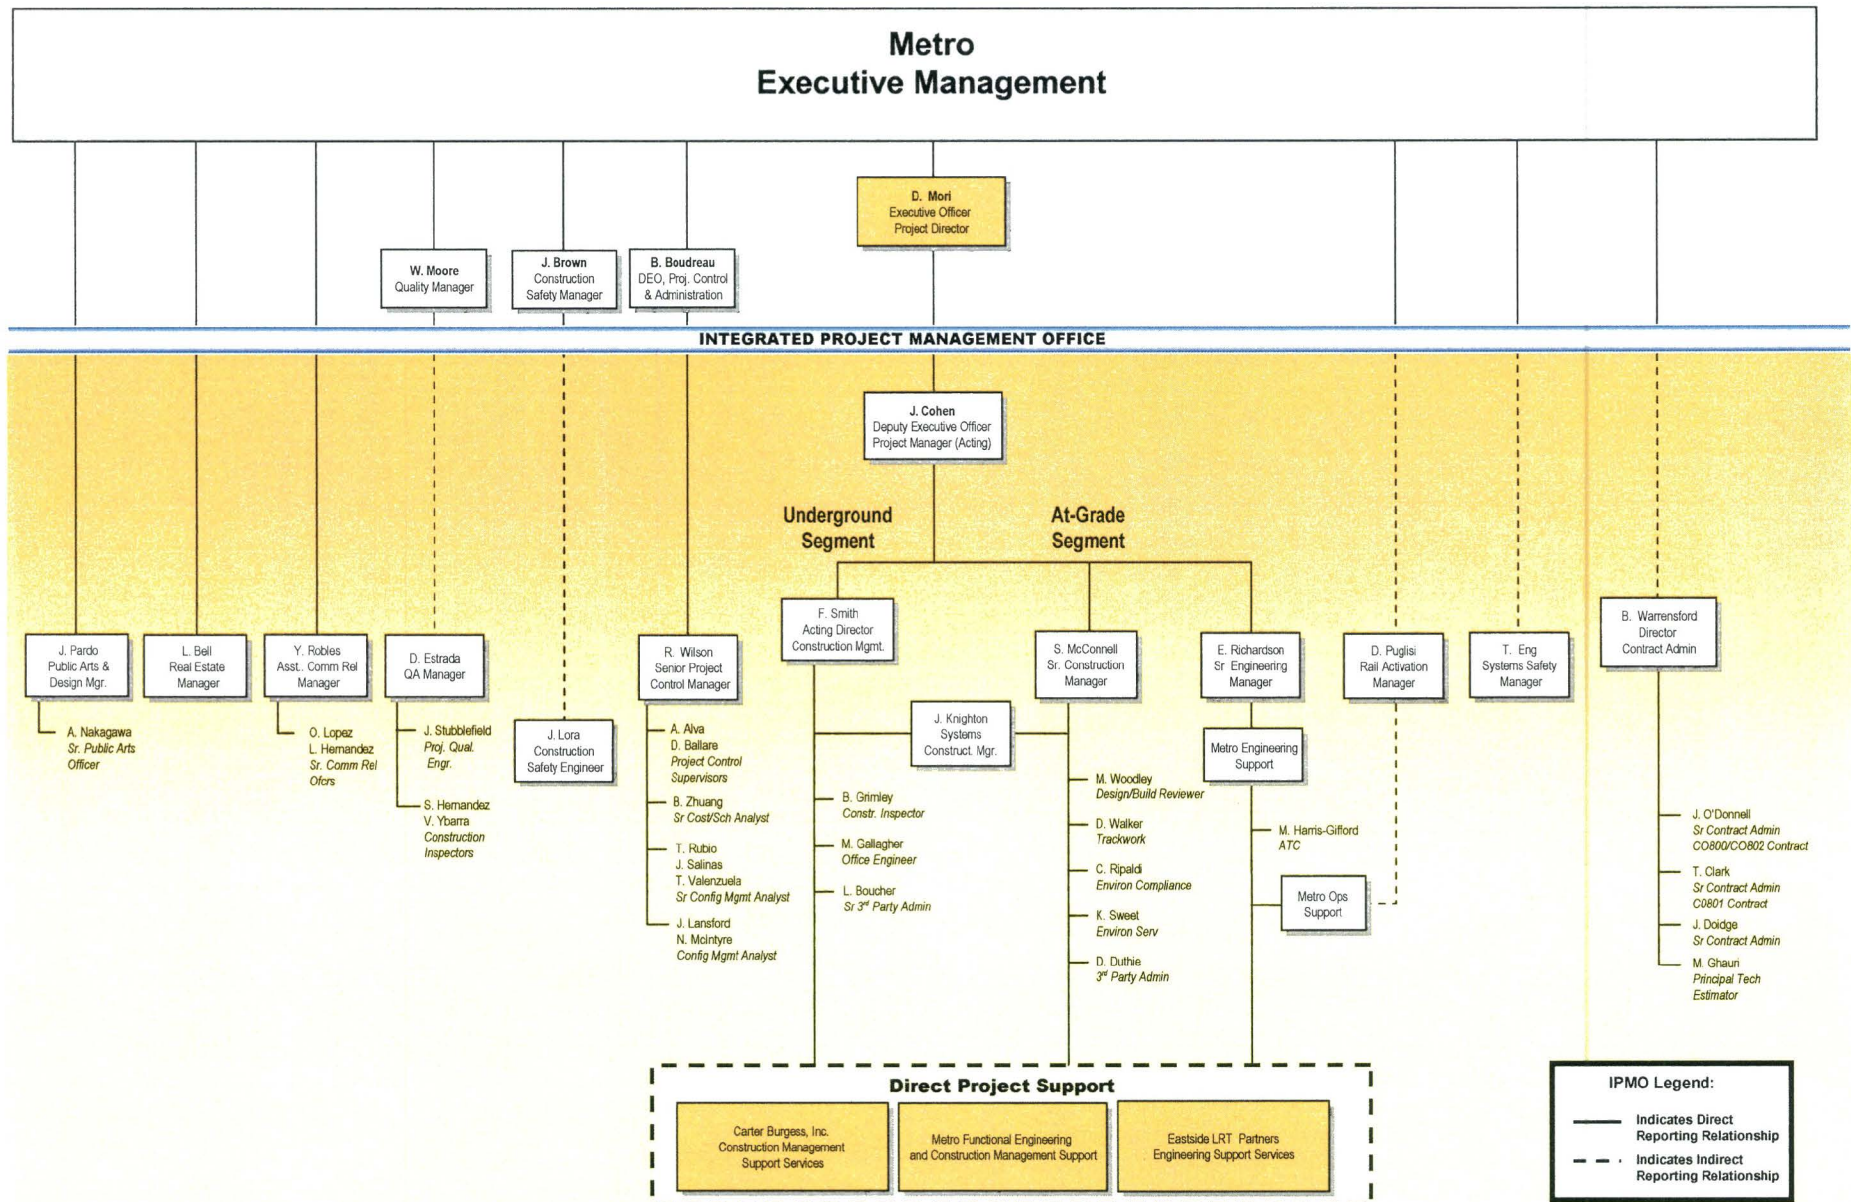 Metro
Executive Management
D. Mori
Executive Officer
Project Director
W. Moore
Quality Manager
J. Brown
Construction
Safety Manager
B. Boudreau
DEO, Proj. Control
& Administration
INTEGRATED PROJECT MANAGEMENT OFFICE
J. Cohen
Deputy Executive Officer
Project Manager (Acting)
Underground
Segment
At-Grade
Segment
J. Pardo
Public Arts &
Design Mgr.
A. Nakagawa
Sr. Public Arts
Officer
L. Bell
Real Estate
Manager
Y. Robles
Asst.. Comm Rel
Manager
O. Lopez
L. Hernandez
Sr. Comm Rel
Ofcrs
D. Estrada
QA Manager
J. Stubblefield
Proj. Qual.
Engr.
S. Hernandez
V. Ybarra
Construction
Inspectors
J. Lora
Construction
Safety Engineer
R. Wilson
Senior Project
Control Manager
A. Alva
D. Ballare
Project Control
Supervisors
B. Zhuang
Sr Cost/Sch Analyst
T. Rubio
J. Salinas
T. Valenzuela
Sr Config Mgmt Analyst
J. Lansford
N. McIntyre
Config Mgmt Analyst
F. Smith
Acting Director
Construction Mgmt.
B. Grimley
Constr. Inspector
M. Gallagher
Office Engineer
L. Boucher
Sr 3rd Party Admin
J. Knighton
Systems
Construct. Mgr.
S. McConnell
Sr. Construction
Manager
M. Woodley
Design/Build Reviewer
D. Walker
Trackwork
C. Ripaldi
Environ Compliance
K. Sweet
Environ Serv
D. Duthie
3rd Party Admin
E. Richardson
Sr Engineering
Manager
Metro Engineering
Support
M. Harris-Gifford
ATC
Metro Ops
Support
D. Puglisi
Rail Activation
Manager
T. Eng
Systems Safety
Manager
B. Warrensford
Director
Contract Admin
J. O'Donnell
Sr Contract Admin
CO800/CO802 Contract
T. Clark
Sr Contract Admin
C0801 Contract
J. Doidge
Sr Contract Admin
M. Ghauri
Principal Tech
Estimator
Direct Project Support
Carter Burgess, Inc.
Construction Management
Support Services
Metro Functional Engineering
and Construction Management Support
Eastside LRT Partners
Engineering Support Services
IPMO Legend:
Indicates Direct
Reporting Relationship
Indicates Indirect
Reporting Relationship